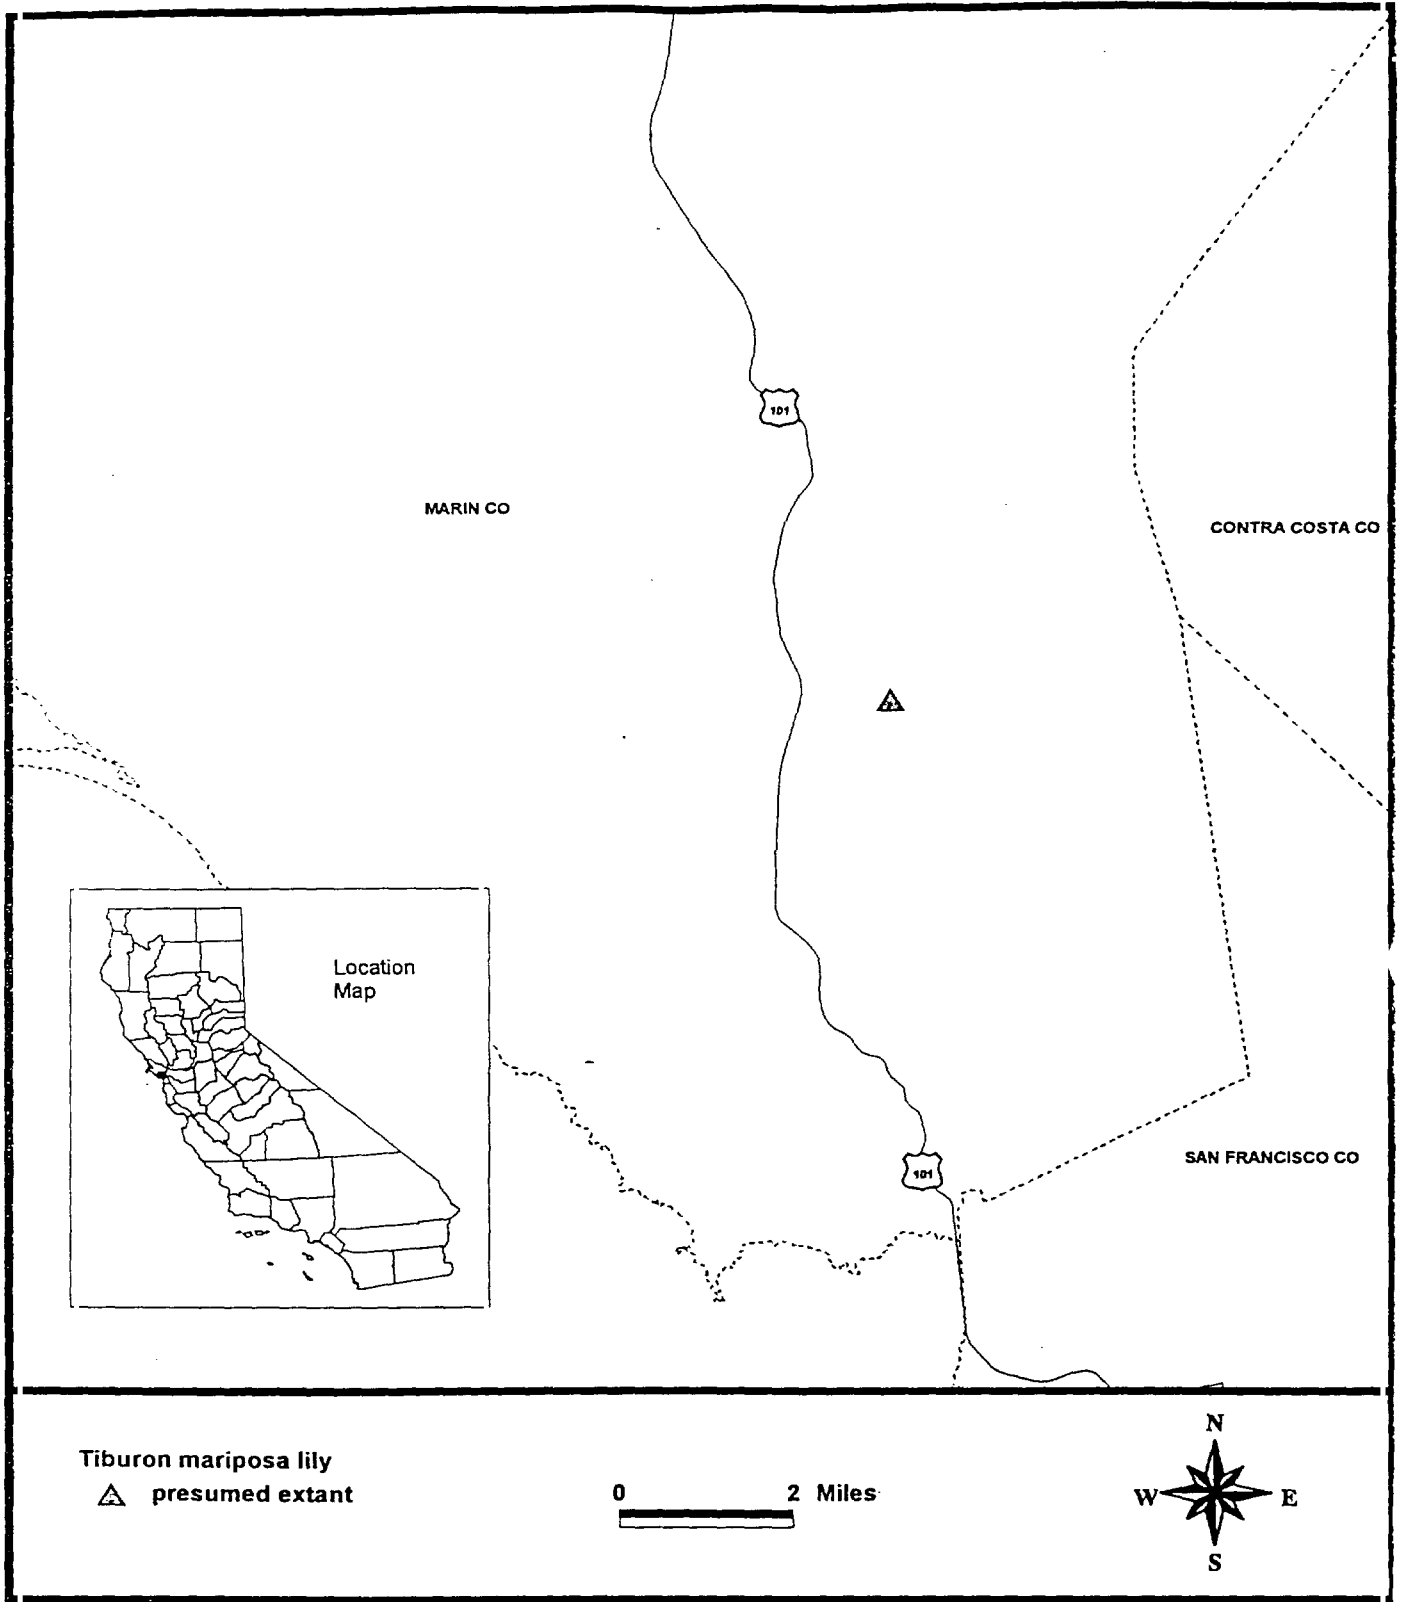 101
MARIN CO
CONTRA COSTA CO
Location
Map
101
SAN FRANCISCO CO
Tiburon mariposa lily
presumed extant
0 2 Miles
N
W E
S